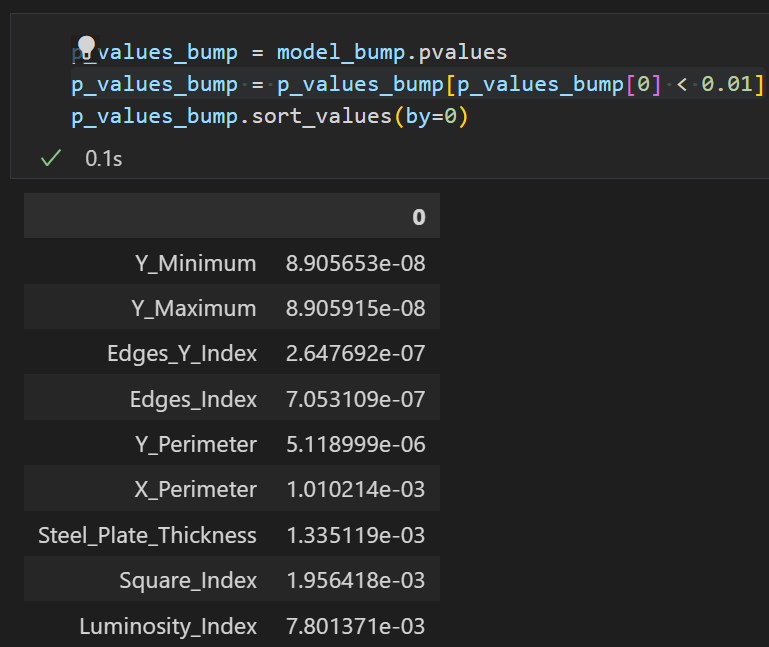 p_values_bump = model_bump.pvalues
p_values_bump = p_values_bump[p_values_bump[0] < 0.01]
p_values_bump.sort_values(by=0)
0.1s
0
Y_Minimum 8.905653e-08
Y_Maximum 8.905915e-08
Edges_Y_Index 2.647692e-07
Edges_Index 7.053109e-07
Y_Perimeter 5.118999e-06
X_Perimeter 1.010214e-03
Steel_Plate_Thickness 1.335119e-03
Square_Index 1.956418e-03
Luminosity_Index 7.801371e-03